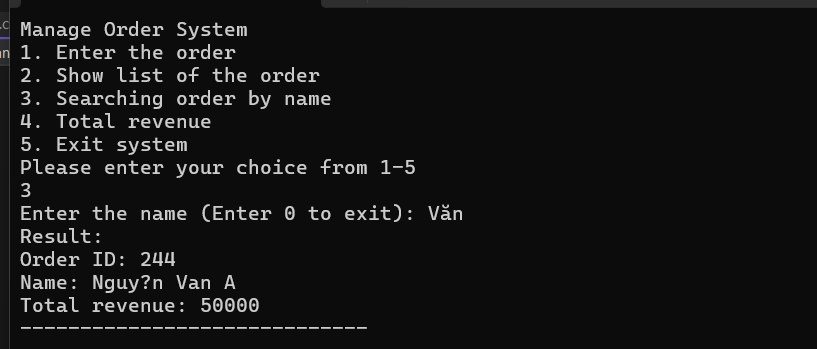 Manage Order System
1. Enter the order
2. Show list of the order
3. Searching order by name
4. Total revenue
5. Exit system
Please enter your choice from 1-5
3
Enter the name (Enter 0 to exit): Văn
Result:
Order ID: 244
Name: Nguy?n Van A
Total revenue: 50000
-----------------------------